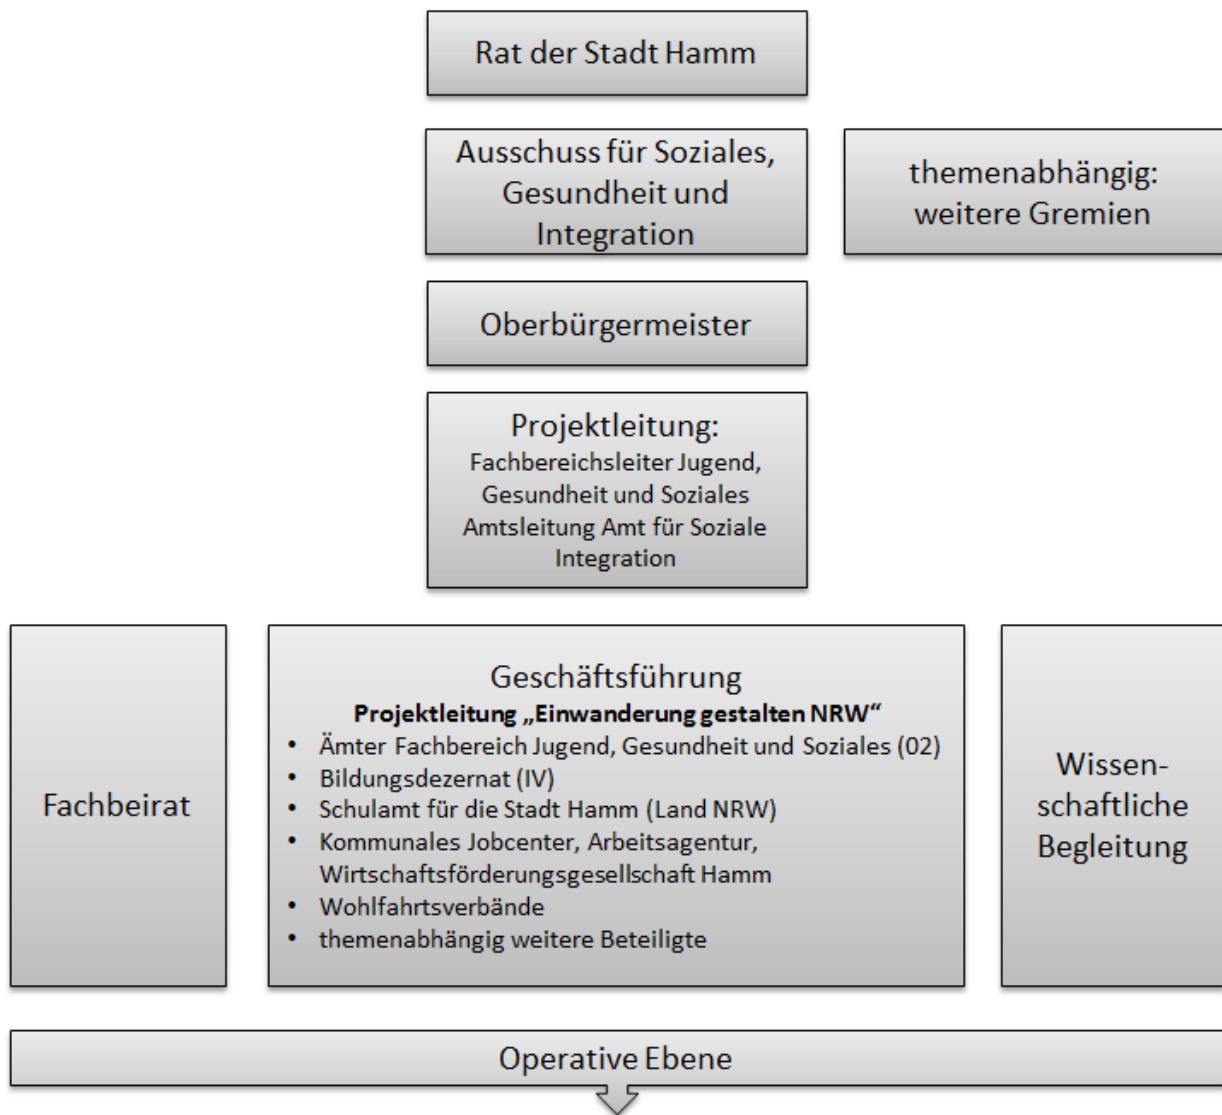 Rat der Stadt Hamm
Ausschuss für Soziales,
Gesundheit und
Integration
themenabhängig:
weitere Gremien
Oberbürgermeister
Projektleitung:
Fachbereichsleiter Jugend,
Gesundheit und Soziales
Amtsleitung Amt für Soziale
Integration
Fachbeirat
Geschäftsführung
Projektleitung „Einwanderung gestalten NRW“
• Ämter Fachbereich Jugend, Gesundheit und Soziales (02)
• Bildungsdezernat (IV)
• Schulamt für die Stadt Hamm (Land NRW)
• Kommunales Jobcenter, Arbeitsagentur,
Wirtschaftsförderungsgesellschaft Hamm
• Wohlfahrtsverbände
• themenabhängig weitere Beteiligte
Wissen-
schaftliche
Begleitung
Operative Ebene